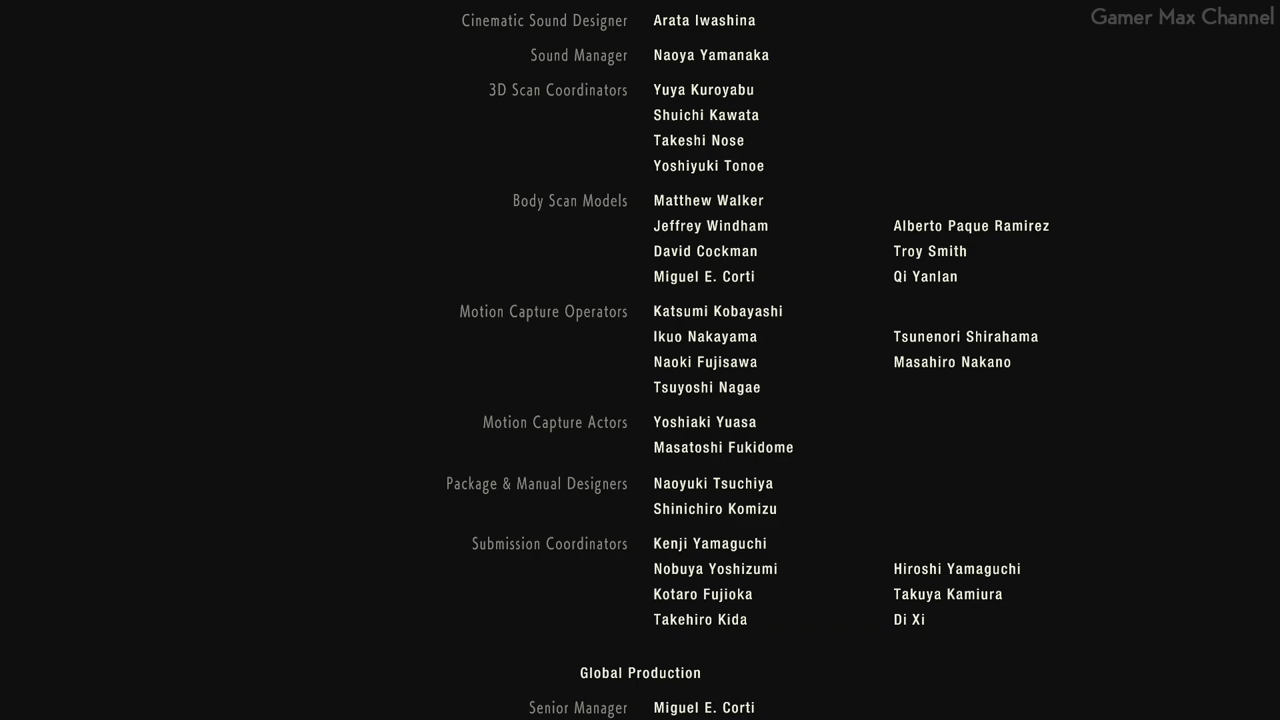 Gamer Max Channel
Cinematic Sound Designer Arata Iwashina
Sound Manager Naoya Yamanaka
3D Scan Coordinators Yuya Kuroyabu
Shuichi Kawata
Takeshi Nose
Yoshiyuki Tonoe
Body Scan Models Matthew Walker
Jeffrey Windham Alberto Paque Ramirez
David Cockman Troy Smith
Miguel E. Corti Qi Yanlan
Motion Capture Operators Katsumi Kobayashi
Ikuo Nakayama Tsunenori Shirahama
Naoki Fujisawa Masahiro Nakano
Tsuyoshi Nagae
Motion Capture Actors Yoshiaki Yuasa
Masatoshi Fukidome
Package & Manual Designers Naoyuki Tsuchiya
Shinichiro Komizu
Submission Coordinators Kenji Yamaguchi
Nobuya Yoshizumi Hiroshi Yamaguchi
Kotaro Fujioka Takuya Kamiura
Takehiro Kida Di Xi
Global Production
Senior Manager Miguel E. Corti